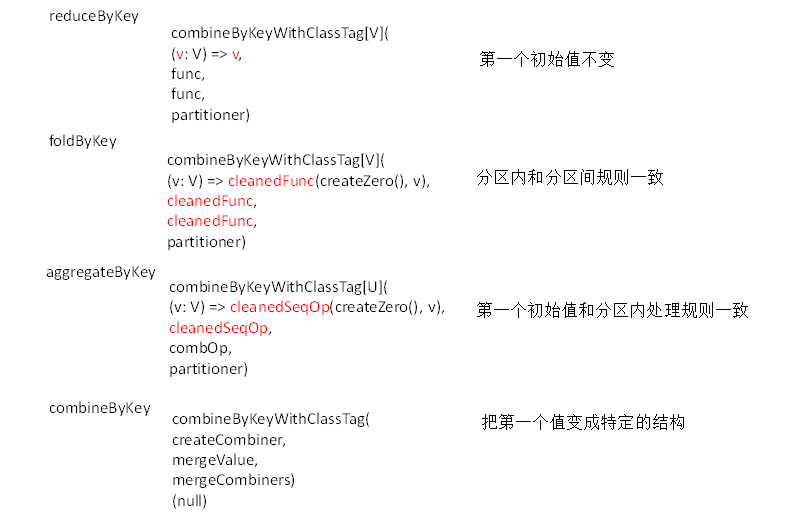 reduceByKey
combineByKeyWithClassTag[V](
(v: V) => v,
第一个初始值不变
func,
func,
partitioner)
foldByKey
combineByKeyWithClassTag[V](
(v: V) => cleanedFunc(createZero(), v),
分区内和分区间规则一致
cleanedFunc,
cleanedFunc,
partitioner)
aggregateByKey
combineByKeyWithClassTag[U](
(v: V) => cleanedSeqOp(createZero(), v),
第一个初始值和分区内处理规则一致
cleanedSeqOp,
combOp,
partitioner)
combineByKey
combineByKeyWithClassTag(
把第一个值变成特定的结构
createCombiner,
mergeValue,
mergeCombiners)
(null)